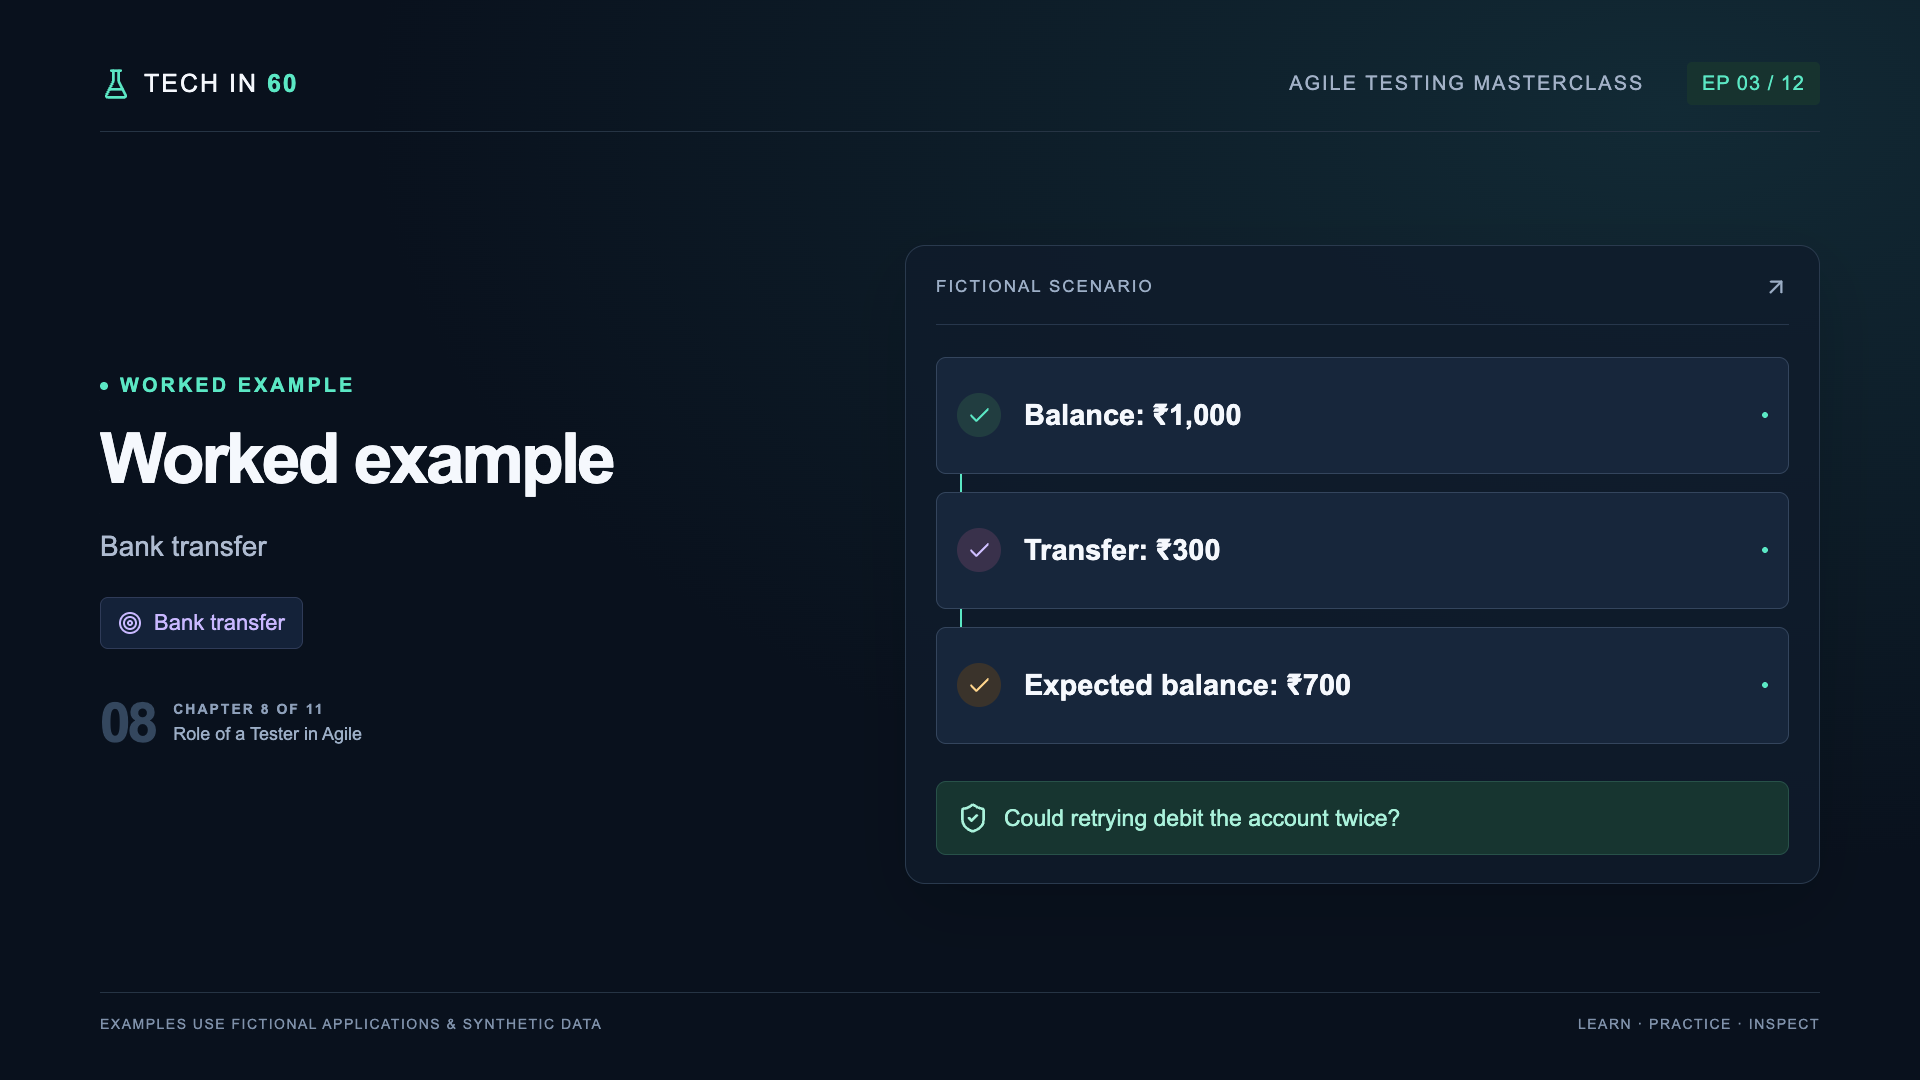 TECH IN 60
AGILE TESTING MASTERCLASS
EP 03 / 12
WORKED EXAMPLE
Worked example
Bank transfer
Bank transfer
08
CHAPTER 8 OF 11
Role of a Tester in Agile
FICTIONAL SCENARIO
Balance: ₹1,000
Transfer: ₹300
Expected balance: ₹700
Could retrying debit the account twice?
EXAMPLES USE FICTIONAL APPLICATIONS & SYNTHETIC DATA
LEARN · PRACTICE · INSPECT